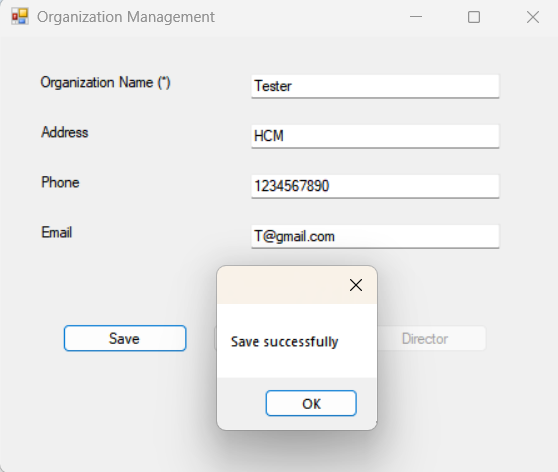 Organization Management
Organization Name (*) Tester
Address HCM
Phone 1234567890
Email T@gmail.com
Save Director
Save successfully
OK